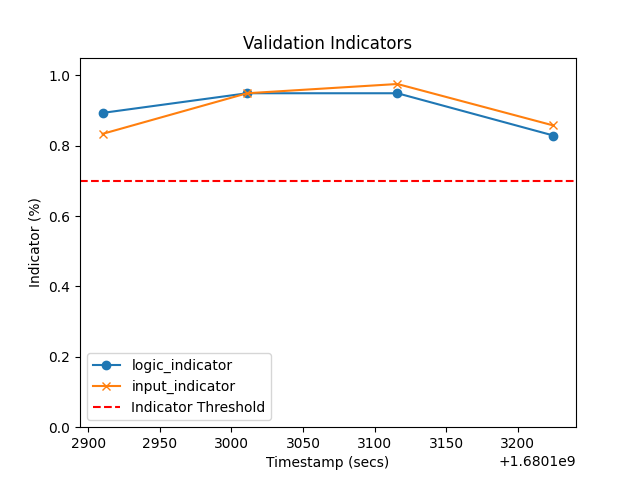 Validation Indicators
1.0
0.8
0.6
0.4
0.2
0.0
Indicator (%)
logic_indicator
input_indicator
Indicator Threshold
2900 2950 3000 3050 3100 3150 3200
Timestamp (secs)
+1.6801e9